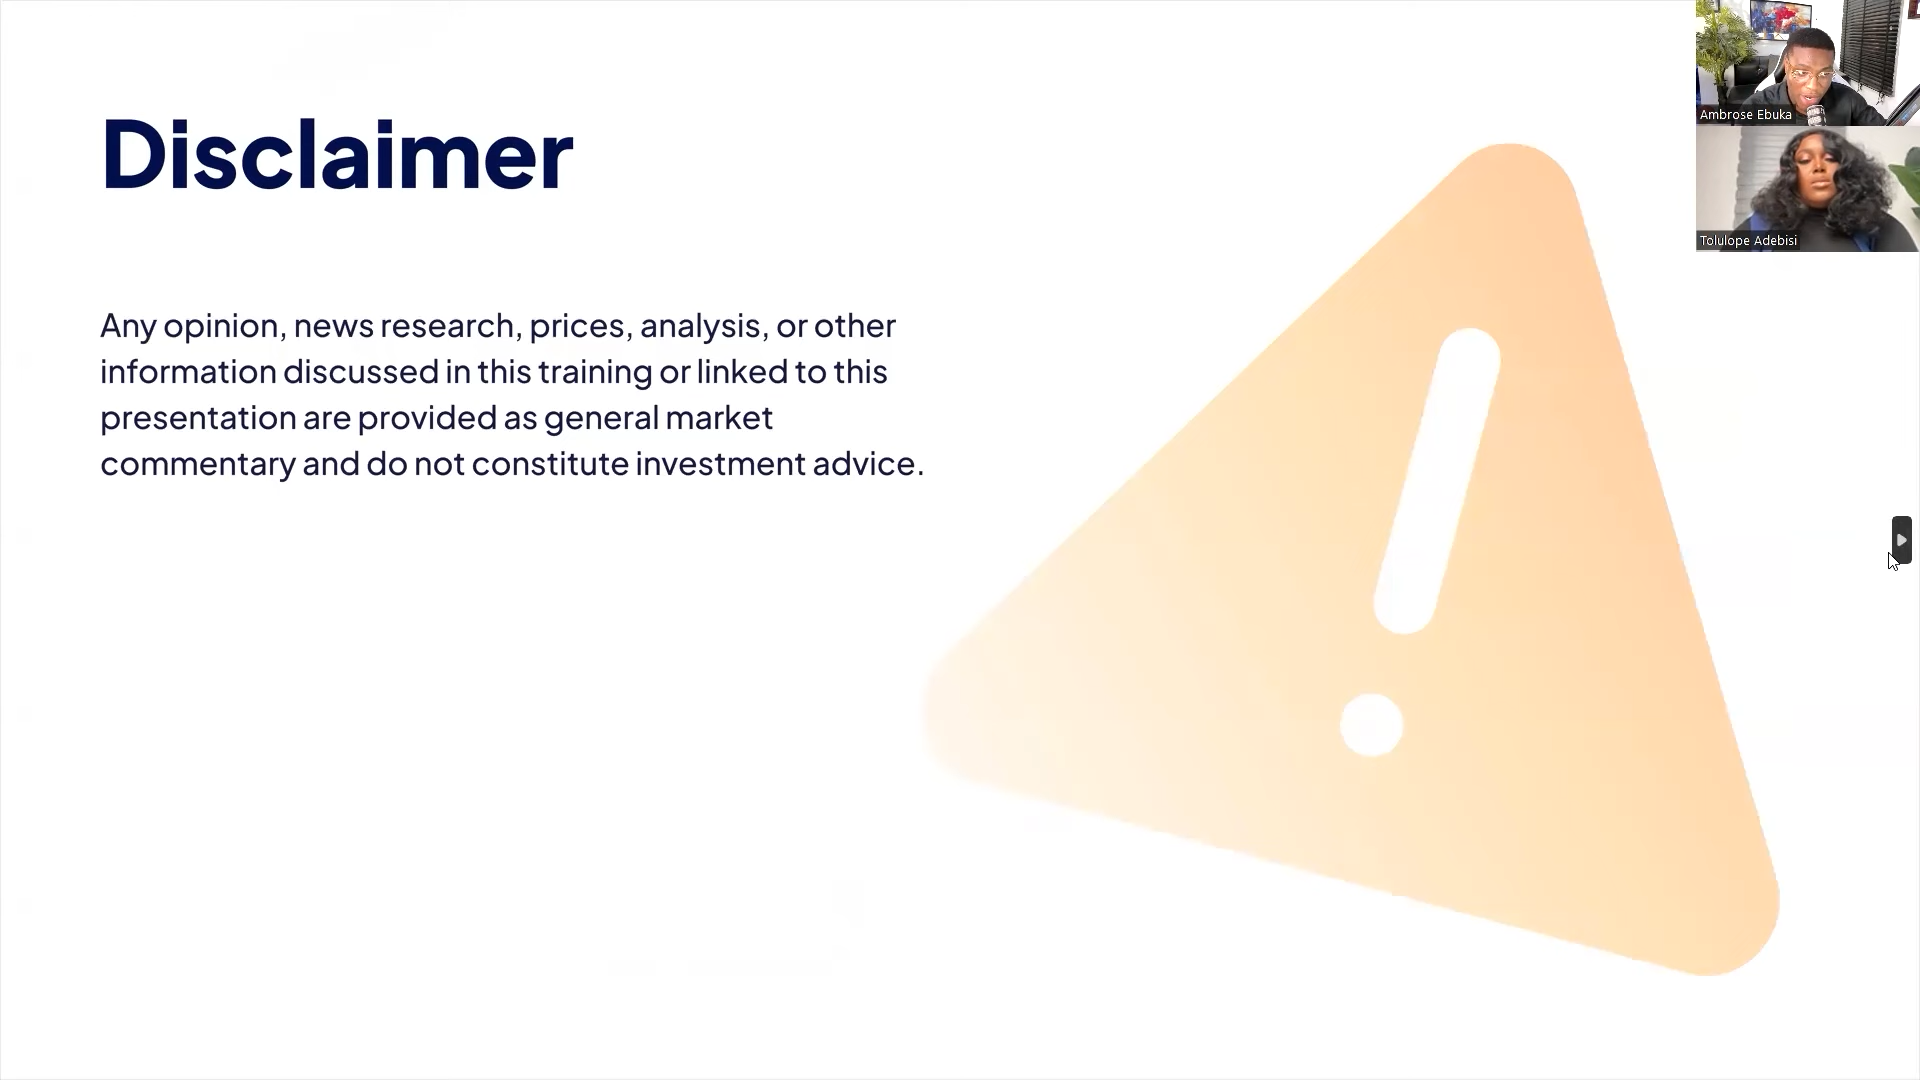 Disclaimer
Any opinion, news research, prices, analysis, or other
information discussed in this training or linked to this
presentation are provided as general market
commentary and do not constitute investment advice.
Ambrose Ebuka
Tolulope Adebisi